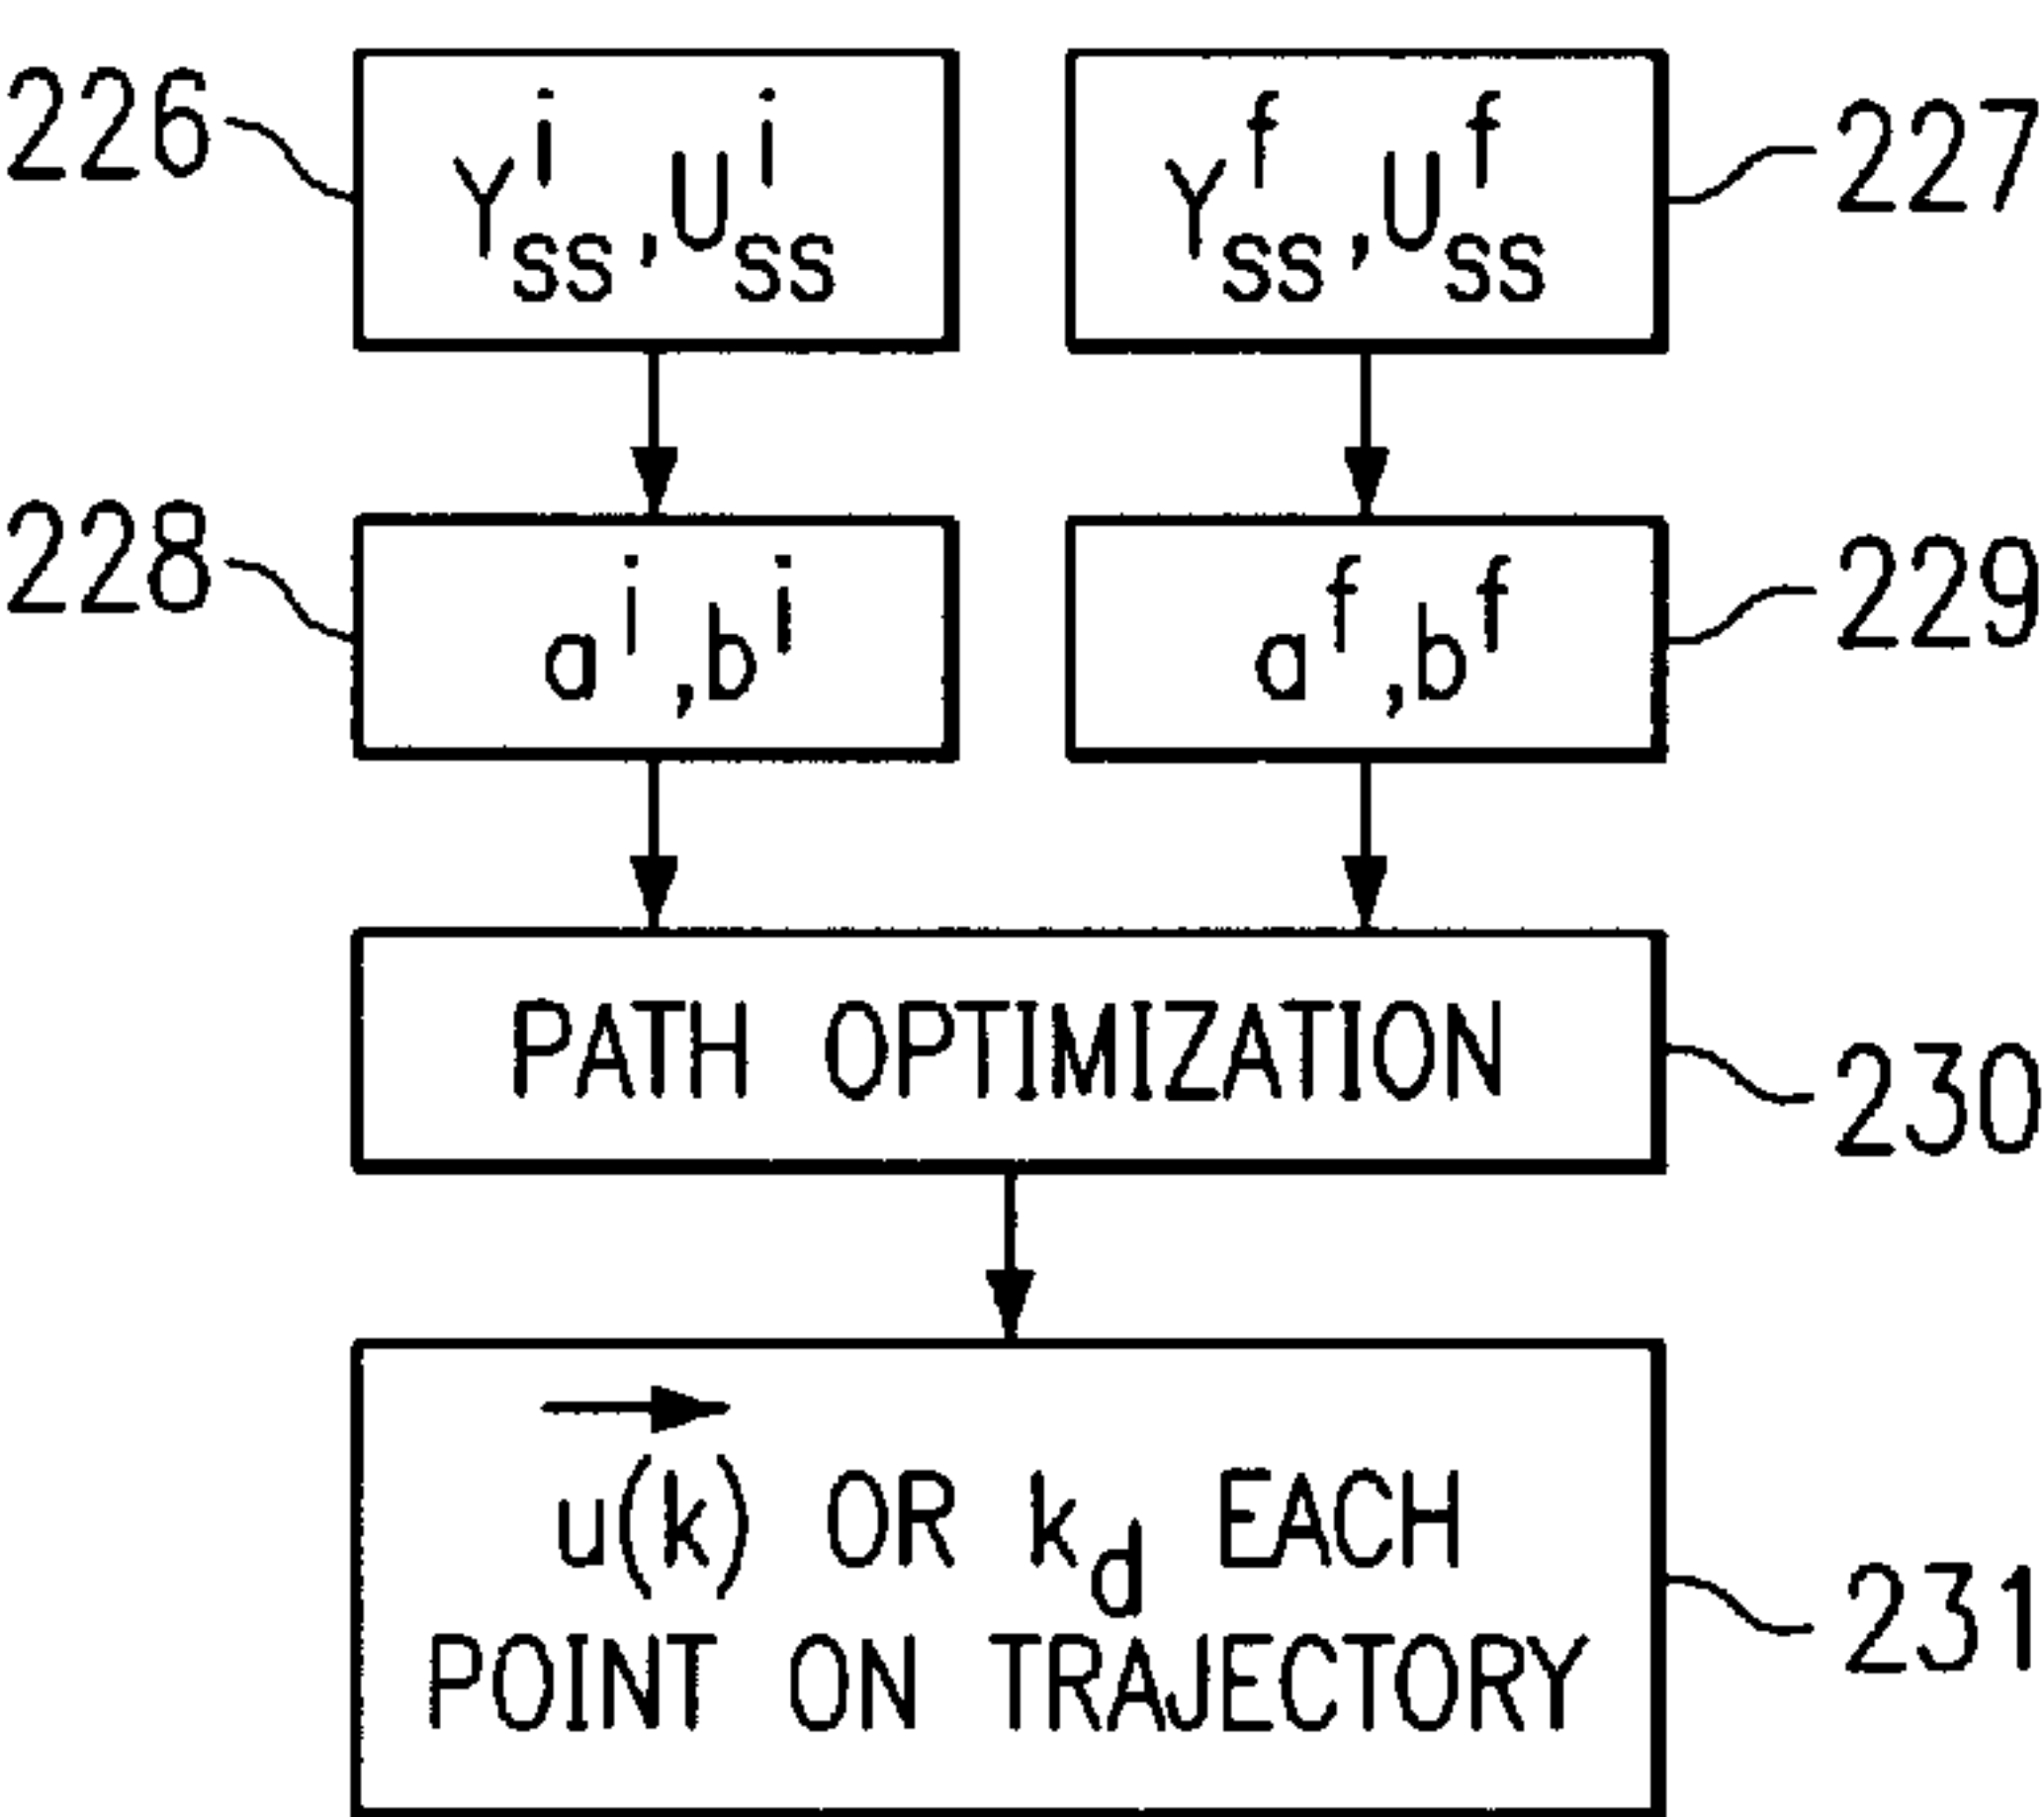 226
Y^i_ss, U^i_ss
Y^f_ss, U^f_ss
227
228
a^i, b^i
a^f, b^f
229
PATH OPTIMIZATION
230
u(k) OR k_d EACH
POINT ON TRAJECTORY
231